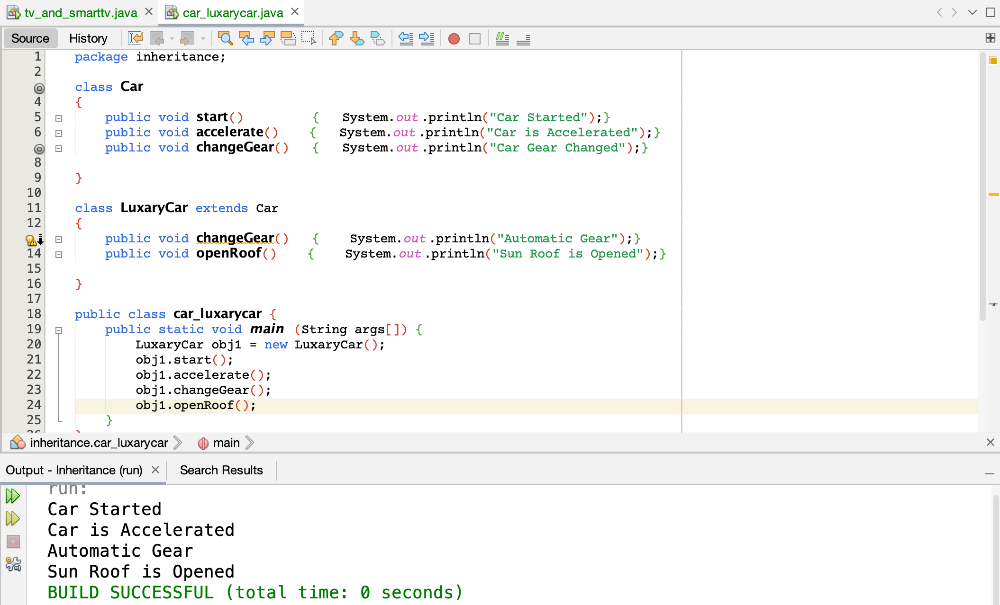 tv_and_smarttv.java car_luxarycar.java
Source History
1 package inheritance;
2
class Car
4 {
5 public void start() { System.out.println("Car Started");}
6 public void accelerate() { System.out.println("Car is Accelerated");}
public void changeGear() { System.out.println("Car Gear Changed");}
8
9 }
10
11 class LuxaryCar extends Car
12 {
public void changeGear() { System.out.println("Automatic Gear");}
14 public void openRoof() { System.out.println("Sun Roof is Opened");}
15
16 }
17
18 public class car_luxarycar {
19 public static void main (String args[]) {
20 LuxaryCar obj1 = new LuxaryCar();
21 obj1.start();
22 obj1.accelerate();
23 obj1.changeGear();
24 obj1.openRoof();
25 }
inheritance.car_luxarycar main
Output - Inheritance (run) Search Results
run:
Car Started
Car is Accelerated
Automatic Gear
Sun Roof is Opened
BUILD SUCCESSFUL (total time: 0 seconds)